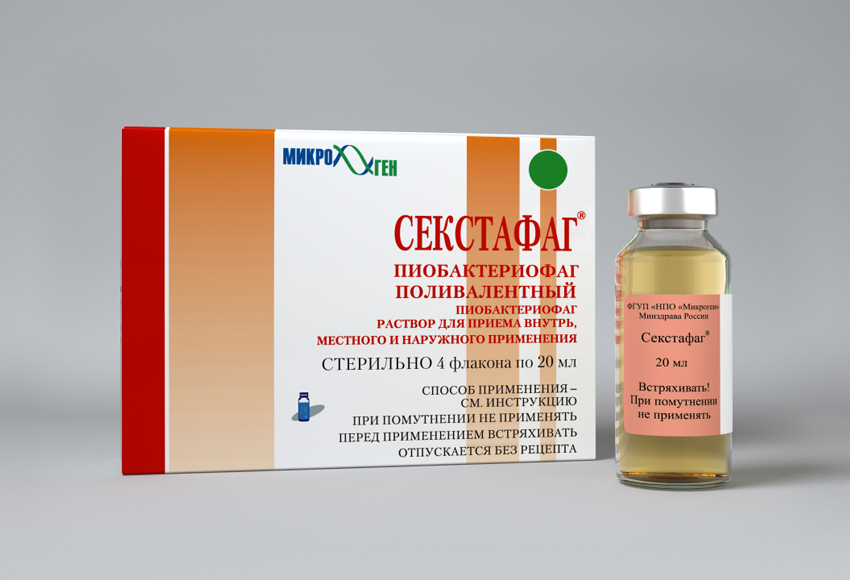 МИКРОГЕН
СЕКСТАФАГ®
ПИОБАКТЕРИОФАГ
ПОЛИВАЛЕНТНЫЙ
ПИОБАКТЕРИОФАГ
РАСТВОР ДЛЯ ПРИЕМА ВНУТРЬ,
МЕСТНОГО И НАРУЖНОГО ПРИМЕНЕНИЯ
СТЕРИЛЬНО 4 флакона по 20 мл
СПОСОБ ПРИМЕНЕНИЯ –
СМ. ИНСТРУКЦИЮ
ПРИ ПОМУТНЕНИИ НЕ ПРИМЕНЯТЬ
ПЕРЕД ПРИМЕНЕНИЕМ ВСТРЯХИВАТЬ
ОТПУСКАЕТСЯ БЕЗ РЕЦЕПТА
ФГУП «НПО «Микроген»
Минздрава России
Секстафаг®
20 мл
Встряхивать!
При помутнении
не применять